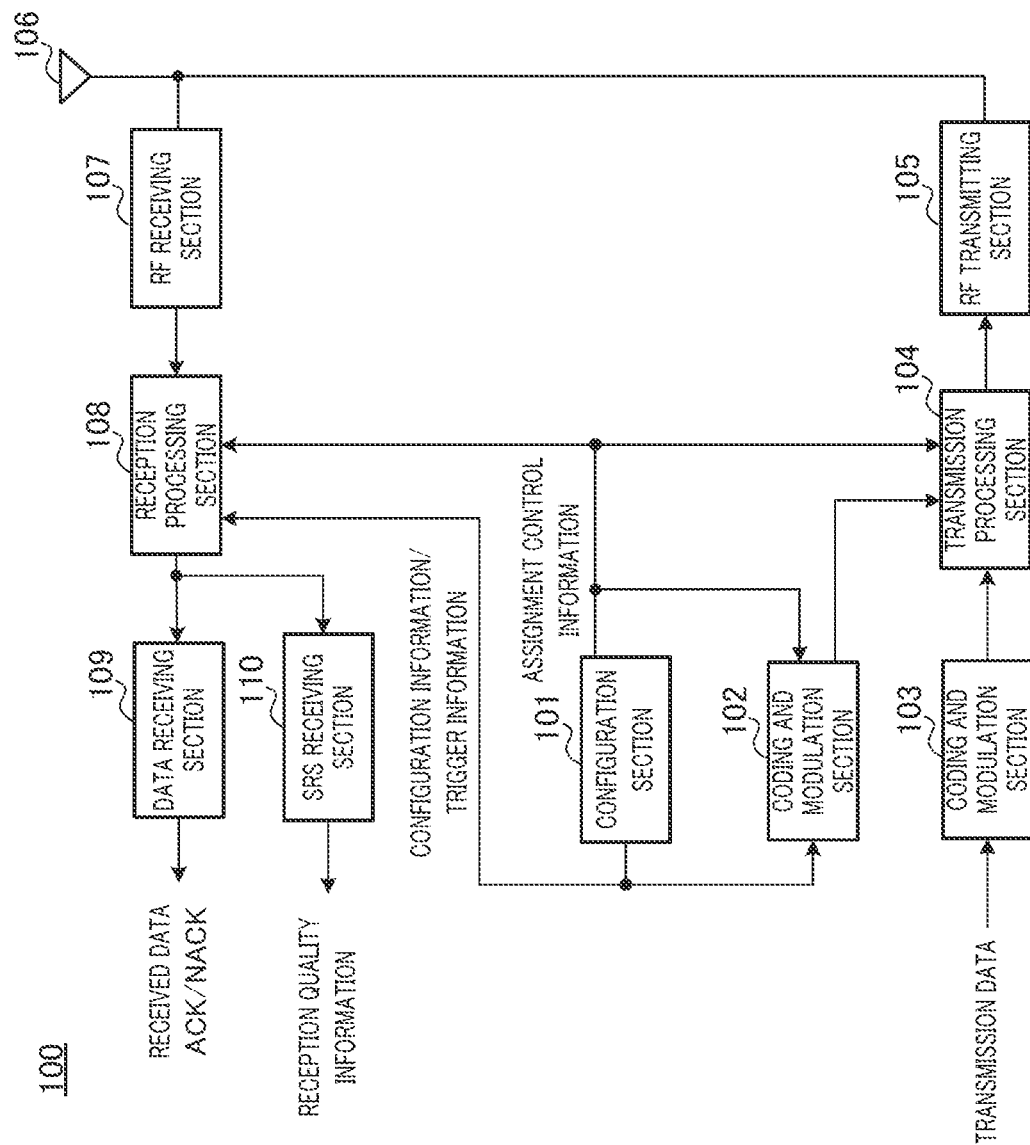 100
106
107
RF RECEIVING
SECTION
108
RECEPTION
PROCESSING
SECTION
109
DATA RECEIVING
SECTION
RECEIVED DATA
ACK/NACK
110
SRS RECEIVING
SECTION
RECEPTION QUALITY
INFORMATION
CONFIGURATION INFORMATION/
TRIGGER INFORMATION
ASSIGNMENT CONTROL
INFORMATION
101
CONFIGURATION
SECTION
102
CODING AND
MODULATION
SECTION
TRANSMISSION DATA
103
CODING AND
MODULATION
SECTION
104
TRANSMISSION
PROCESSING
SECTION
105
RF TRANSMITTING
SECTION